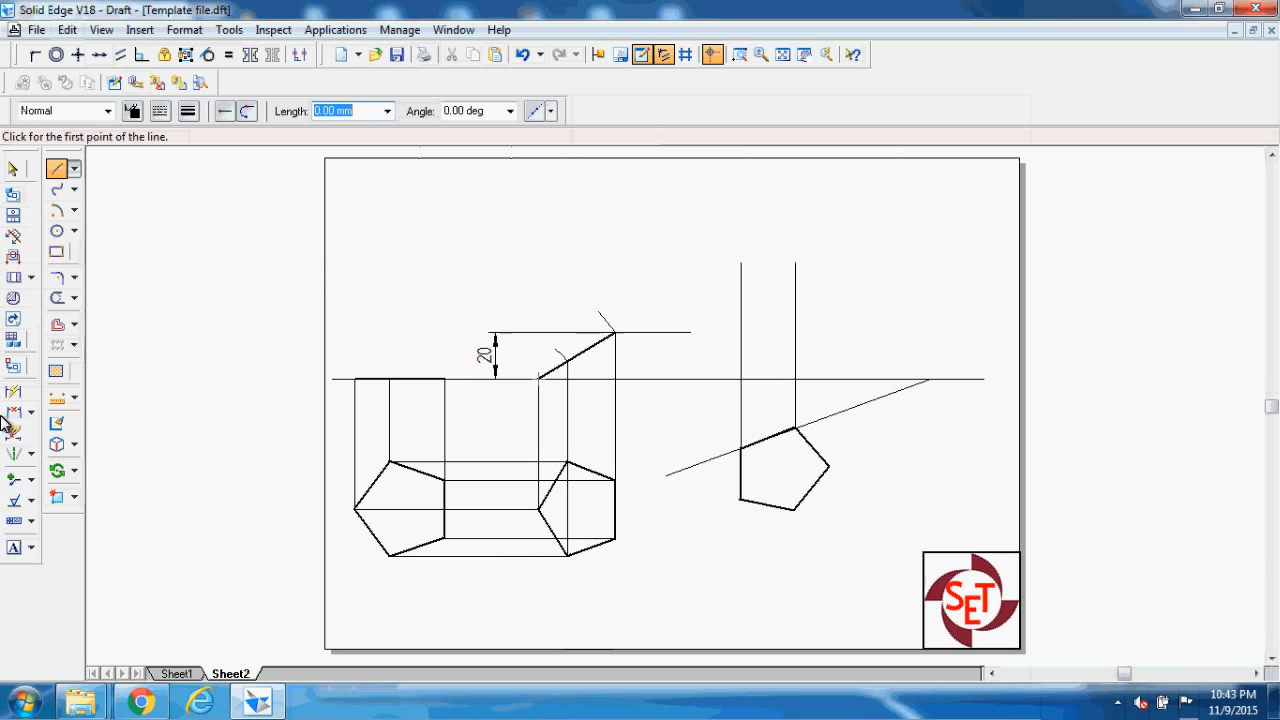 Solid Edge V18 - Draft - [Template file.dft]
File Edit View Insert Format Tools Inspect Applications Manage Window Help
Normal Length: 0.00 mm Angle: 0.00 deg
Click for the first point of the line.
20
SET
A
Sheet1 Sheet2
10:43 PM
11/9/2015